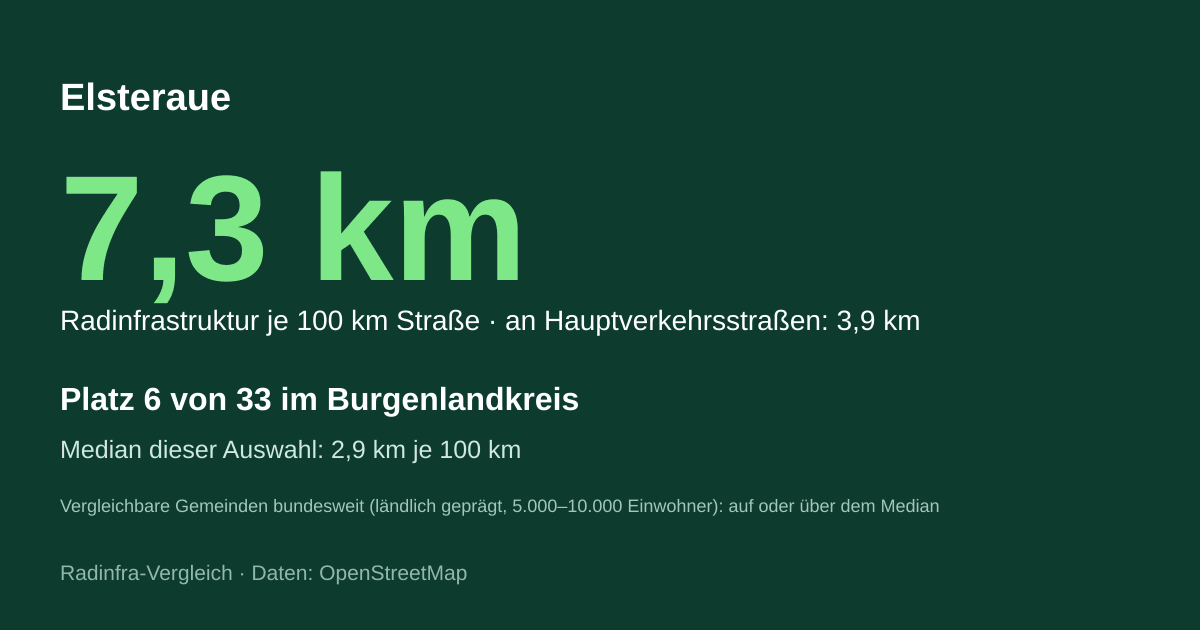 Elsteraue
7,3 km
Radinfrastruktur je 100 km Straße · an Hauptverkehrsstraßen: 3,9 km
Platz 6 von 33 im Burgenlandkreis
Median dieser Auswahl: 2,9 km je 100 km
Vergleichbare Gemeinden bundesweit (ländlich geprägt, 5.000–10.000 Einwohner): auf oder über dem Median
Radinfra-Vergleich · Daten: OpenStreetMap